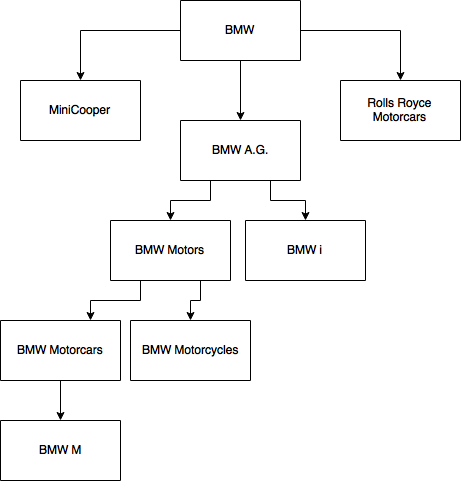 BMW
MiniCooper
Rolls Royce
Motorcars
BMW A.G.
BMW Motors
BMW i
BMW Motorcars
BMW Motorcycles
BMW M